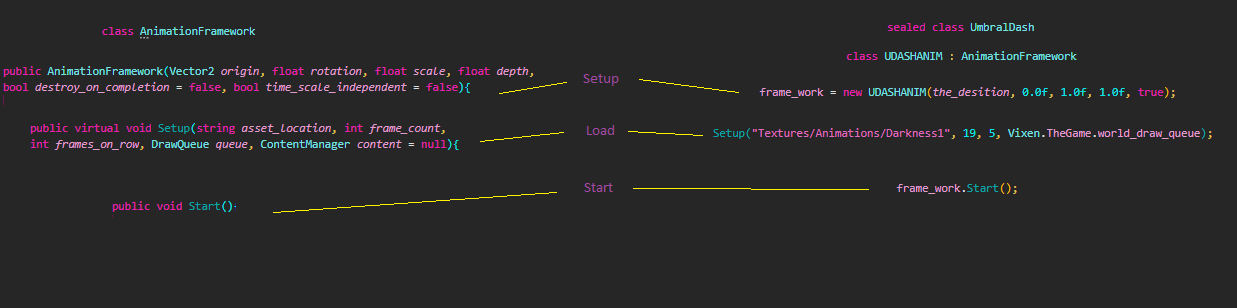 class AnimationFramework
public AnimationFramework(Vector2 origin, float rotation, float scale, float depth,
bool destroy_on_completion = false, bool time_scale_independent = false){
public virtual void Setup(string asset_location, int frame_count,
int frames_on_row, DrawQueue queue, ContentManager content = null){
public void Start()
Setup
Load
Start
sealed class UmbralDash
class UDASHANIM : AnimationFramework
frame_work = new UDASHANIM(the_desition, 0.0f, 1.0f, 1.0f, true);
Setup("Textures/Animations/Darkness1", 19, 5, Vixen.TheGame.world_draw_queue);
frame_work.Start();